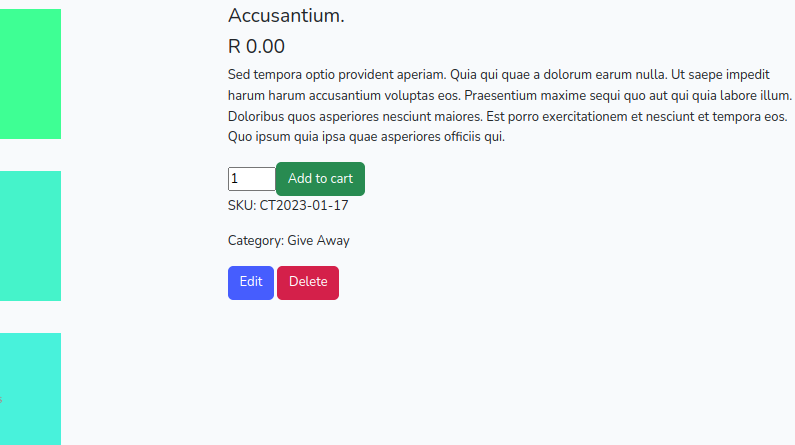 Accusantium.
R 0.00
Sed tempora optio provident aperiam. Quia qui quae a dolorum earum nulla. Ut saepe impedit
harum harum accusantium voluptas eos. Praesentium maxime sequi quo aut qui quia labore illum.
Doloribus quos asperiores nesciunt maiores. Est porro exercitationem et nesciunt et tempora eos.
Quo ipsum quia ipsa quae asperiores officiis qui.
1 Add to cart
SKU: CT2023-01-17
Category: Give Away
Edit Delete